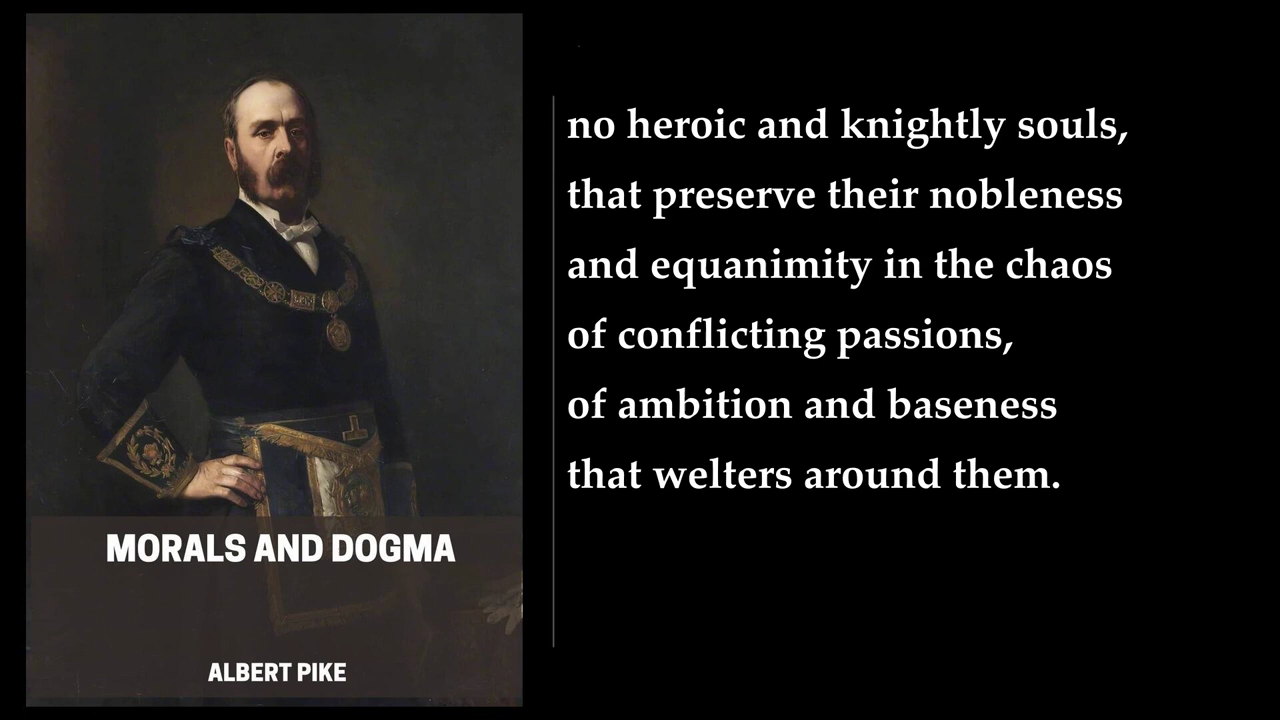 MORALS AND DOGMA
ALBERT PIKE
no heroic and knightly souls,
that preserve their nobleness
and equanimity in the chaos
of conflicting passions,
of ambition and baseness
that welters around them.